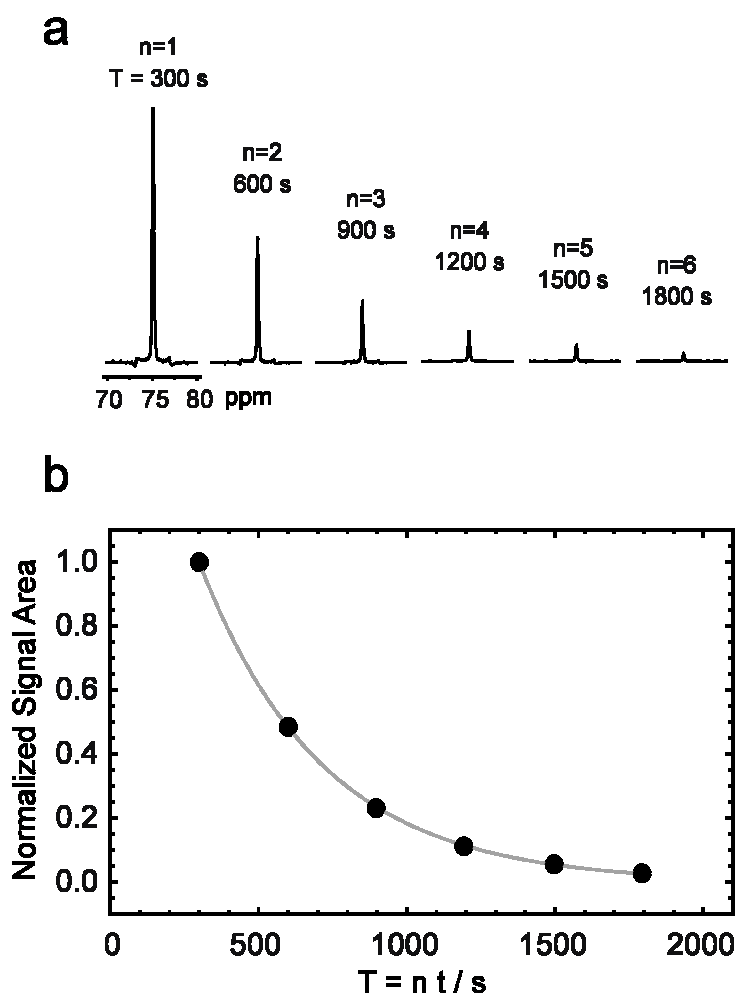 a
n=1
T = 300 s
n=2
600 s
n=3
900 s
n=4
1200 s
n=5
1500 s
n=6
1800 s
70 75 80 ppm
b
Normalized Signal Area
1.0
0.8
0.6
0.4
0.2
0.0
0 500 1000 1500 2000
T = n t / s